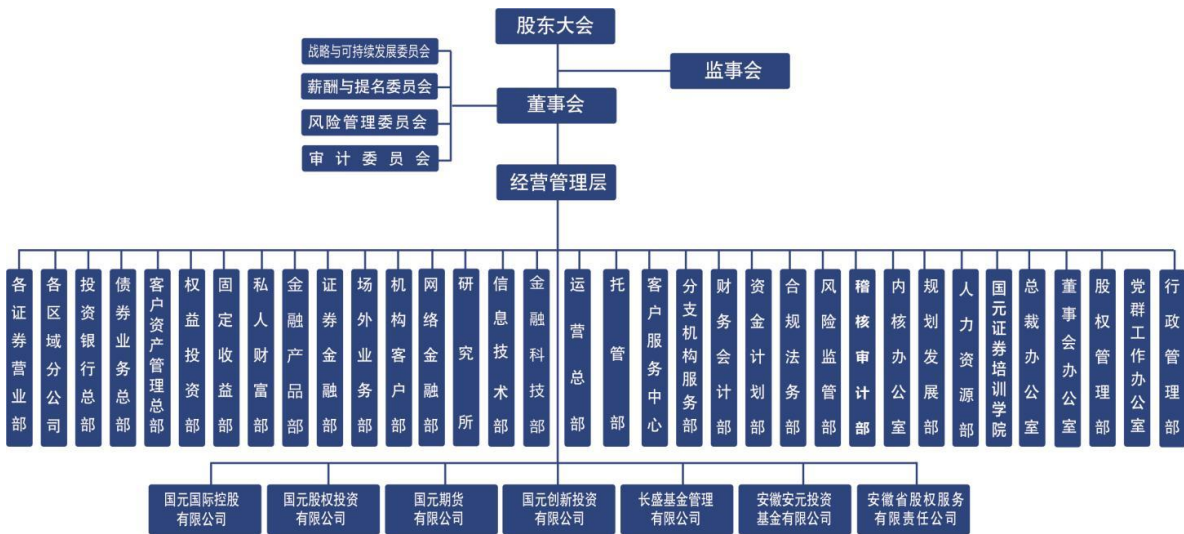 股东大会
战略与可持续发展委员会
监事会
薪酬与提名委员会
董事会
风险管理委员会
审计委员会
经营管理层
各证券营业部
各区域分公司
投资银行总部
债券业务总部
客户资产管理总部
权益投资部
固定收益部
私人财富部
金融产品部
证券金融部
场外业务部
机构客户部
网络金融部
研究所
信息技术部
金融科技部
运营总部
托管部
客户服务中心
分支机构服务部
财务会计部
资金计划部
合规法务部
风险监管部
稽核审计部
内核办公室
规划发展部
人力资源部
国元证券培训学院
总裁办公室
董事会办公室
股权管理部
党群工作办公室
行政管理部
国元国际控股
有限公司
国元股权投资
有限公司
国元期货
有限公司
国元创新投资
有限公司
长盛基金管理
有限公司
安徽安元投资
基金有限公司
安徽省股权服务
有限责任公司